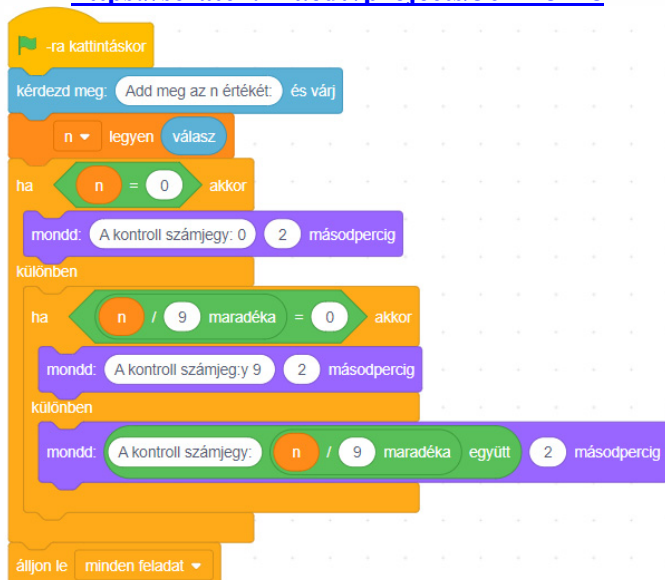 -ra kattintáskor
kérdezd meg: Add meg az n értékét: és várj
n legyen válasz
ha n = 0 akkor
mondd: A kontroll számjegy: 0 2 másodpercig
különben
ha n / 9 maradéka = 0 akkor
mondd: A kontroll számjeg:y 9 2 másodpercig
különben
mondd: A kontroll számjegy: n / 9 maradéka együtt 2 másodpercig
álljon le minden feladat